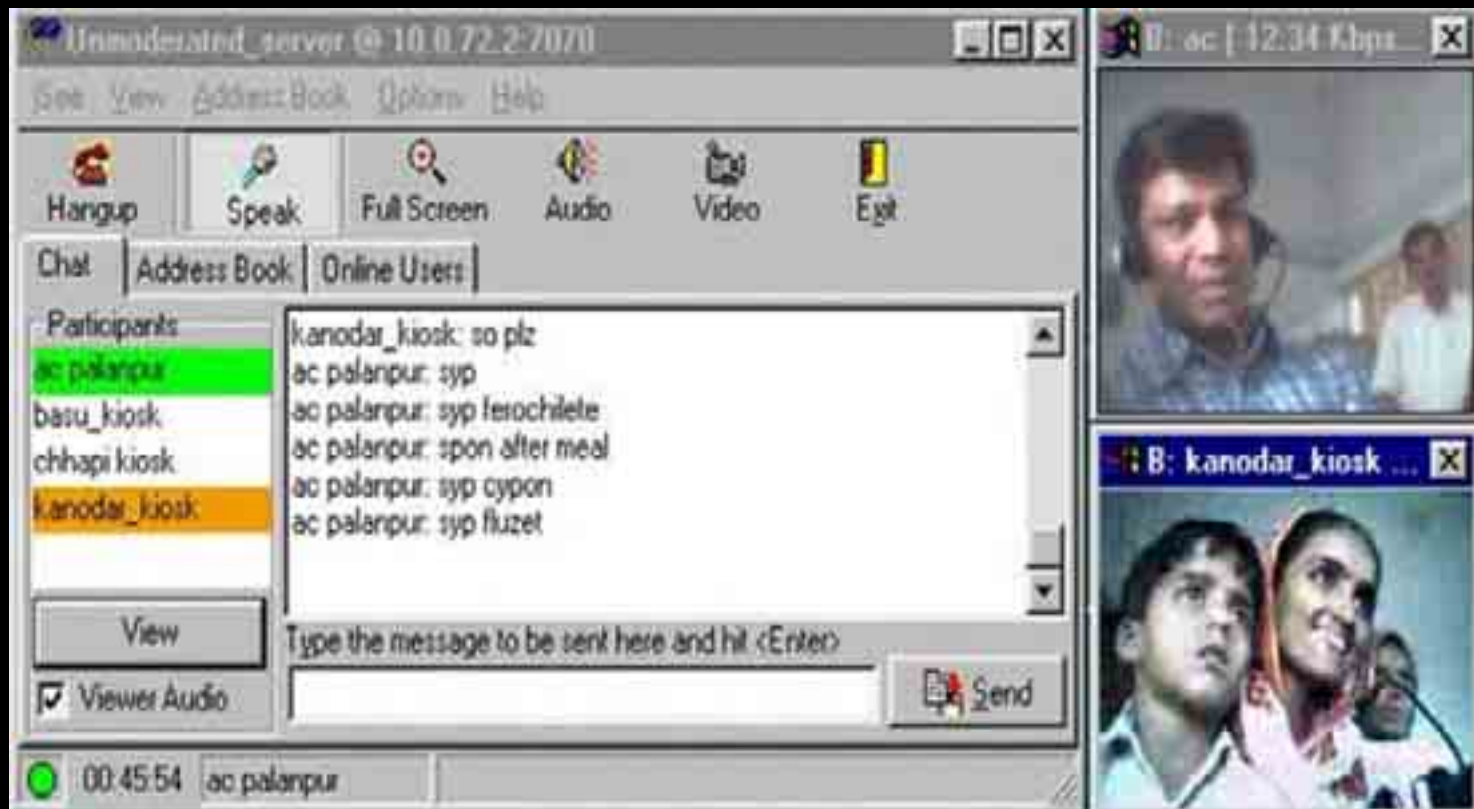 Unmoderated_server @ 10.0.72.2:7070
See View Address Book Options Help
Hangup Speak Full Screen Audio Video Exit
Chat Address Book Online Users
Participants
ac palanpur
basu_kiosk
chhapi kiosk
kanodar_kiosk
View
Viewer Audio
kanodar_kiosk: so plz
ac palanpur: syp
ac palanpur: syp ferochilete
ac palanpur: spon after meal
ac palanpur: syp cypon
ac palanpur: syp fluzet
Type the message to be sent here and hit <Enter>
Send
00:45:54 ac palanpur
B: ac [ 12.34 Kbps...
B: kanodar_kiosk ...